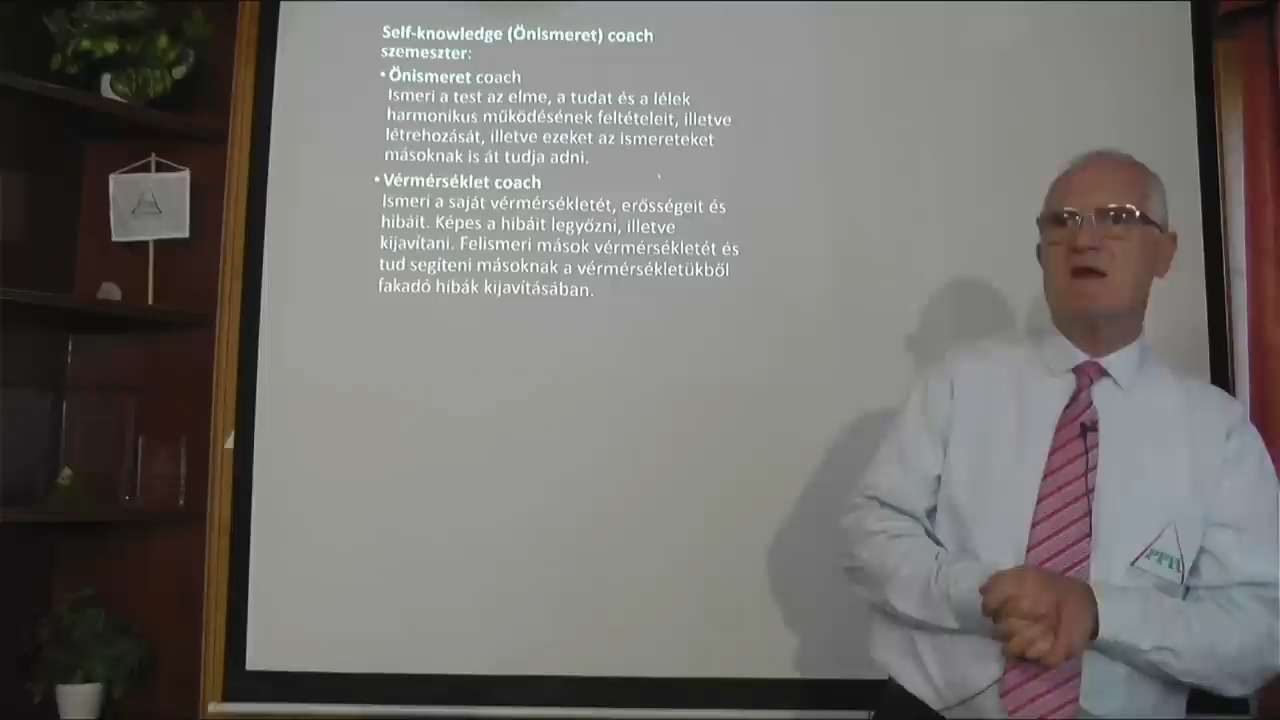 Self-knowledge (Önismeret) coach
szemeszter:
• Önismeret coach
Ismeri a test az elme, a tudat és a lélek
harmonikus működésének feltételeit, illetve
létrehozását, illetve ezeket az ismereteket
másoknak is át tudja adni.
• Vérmérséklet coach
Ismeri a saját vérmérsékletét, erősségeit és
hibáit. Képes a hibáit legyőzni, illetve
kijavítani. Felismeri mások vérmérsékletét és
tud segíteni másoknak a vérmérsékletükből
fakadó hibák kijavításában.